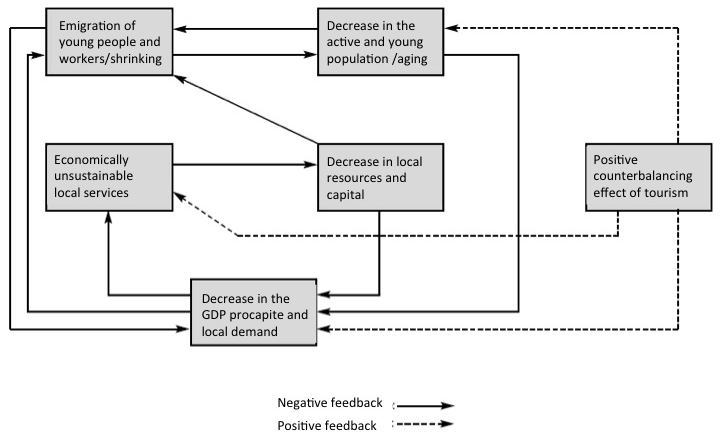 Emigration of
young people and
workers/shrinking
Decrease in the
active and young
population /aging
Economically
unsustainable
local services
Decrease in local
resources and
capital
Positive
counterbalancing
effect of tourism
Decrease in the
GDP procapite and
local demand
Negative feedback :
Positive feedback :